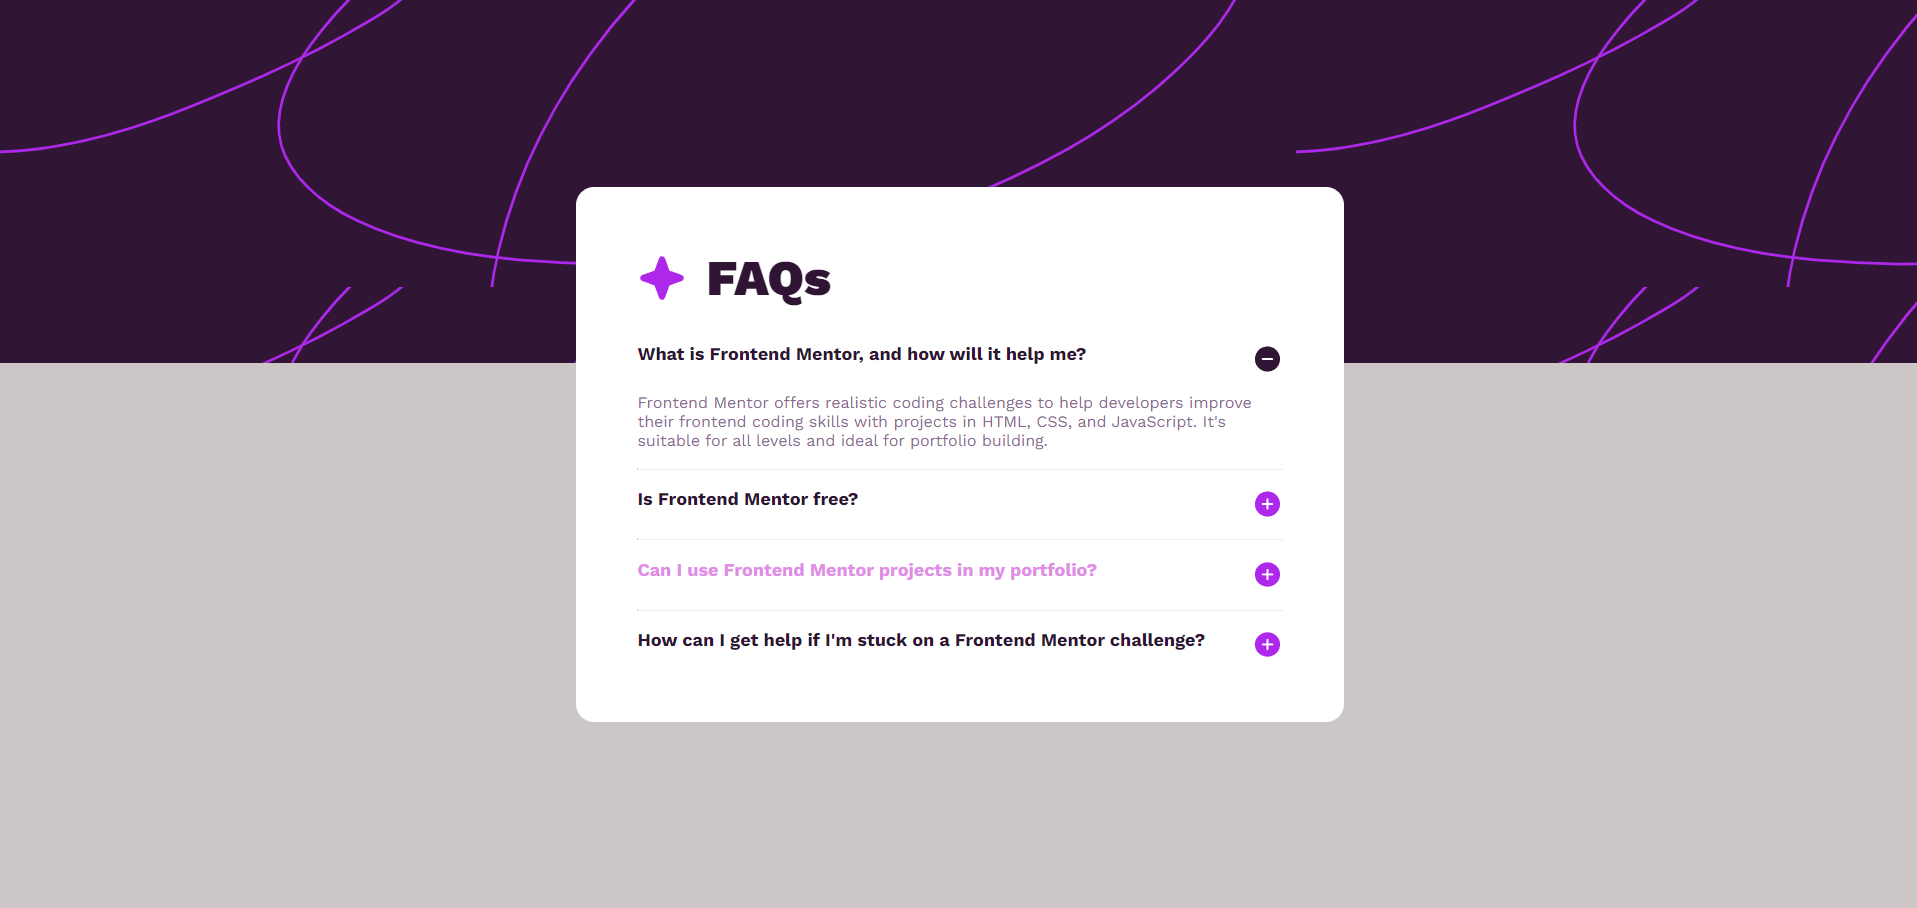 FAQs
What is Frontend Mentor, and how will it help me?
Frontend Mentor offers realistic coding challenges to help developers improve
their frontend coding skills with projects in HTML, CSS, and JavaScript. It's
suitable for all levels and ideal for portfolio building.
Is Frontend Mentor free?
Can I use Frontend Mentor projects in my portfolio?
How can I get help if I'm stuck on a Frontend Mentor challenge?